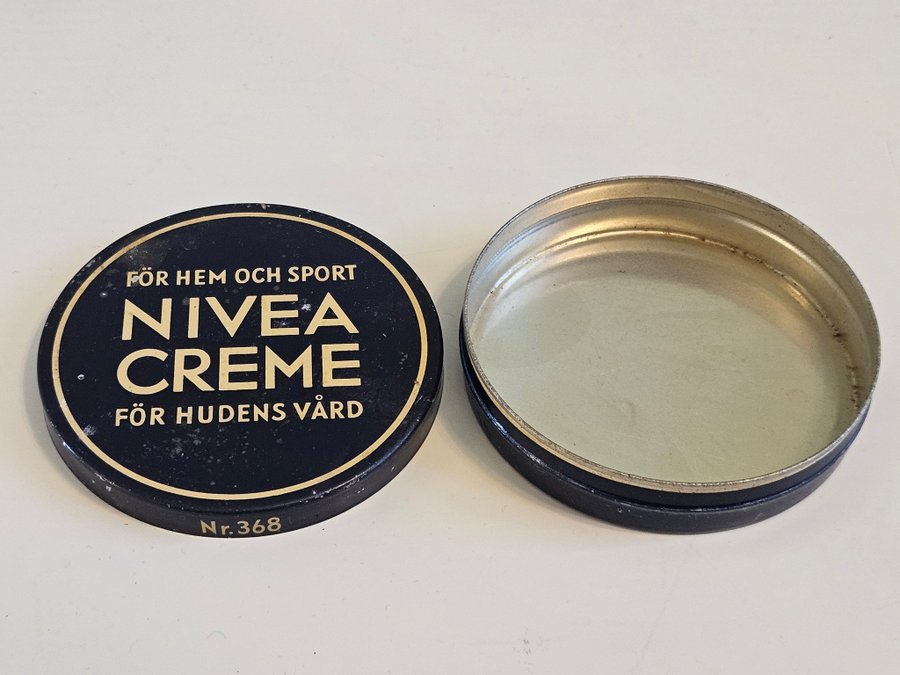 FÖR HEM OCH SPORT
NIVEA
CREME
FÖR HUDENS VÅRD
Nr. 368